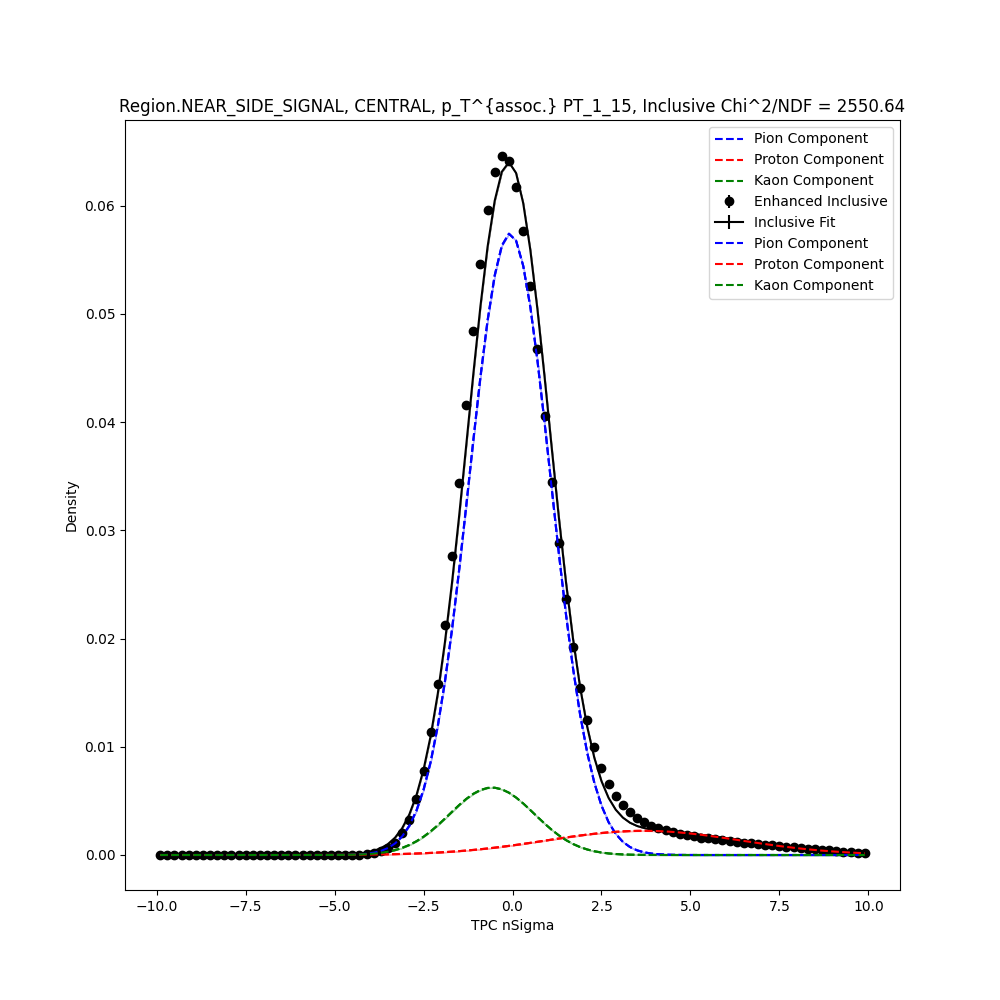 Region.NEAR_SIDE_SIGNAL, CENTRAL, p_T^{assoc.} PT_1_15, Inclusive Chi^2/NDF = 2550.64
Pion Component
Proton Component
Kaon Component
Enhanced Inclusive
Inclusive Fit
Pion Component
Proton Component
Kaon Component
0.06
0.05
0.04
0.03
0.02
0.01
0.00
Density
−10.0 −7.5 −5.0 −2.5 0.0 2.5 5.0 7.5 10.0
TPC nSigma